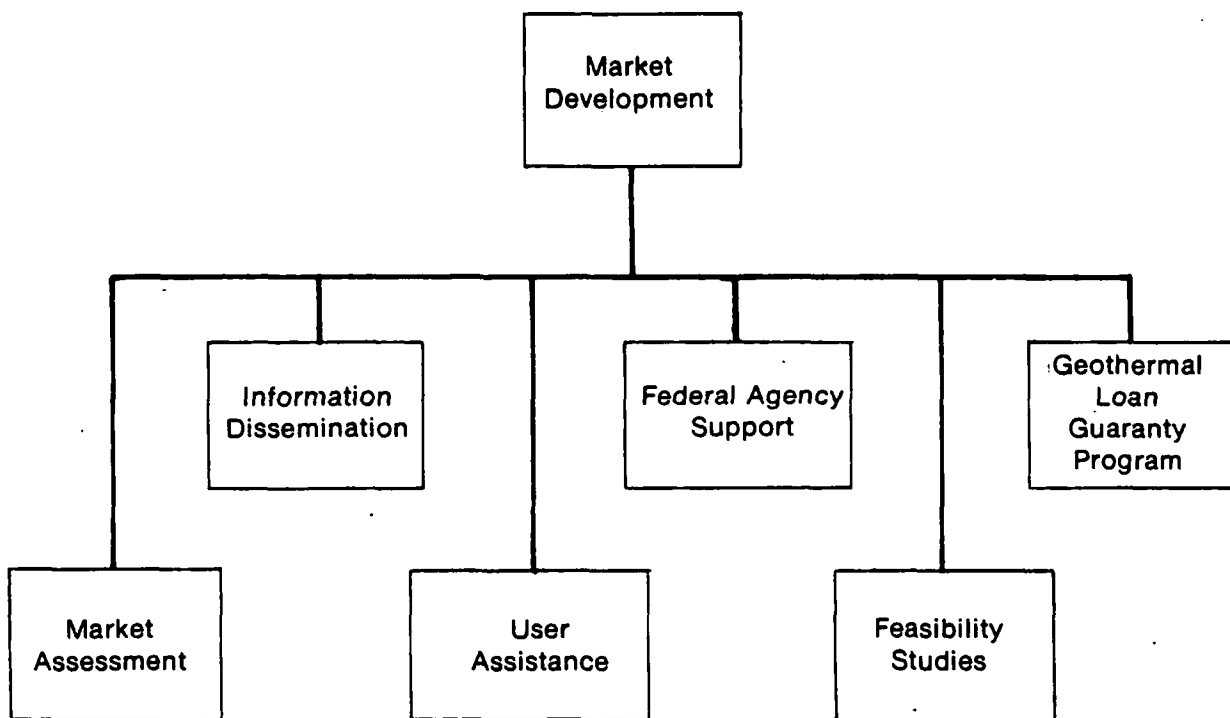 Market
Development
Information
Dissemination
Federal Agency
Support
Geothermal
Loan
Guaranty
Program
Market
Assessment
User
Assistance
Feasibility
Studies